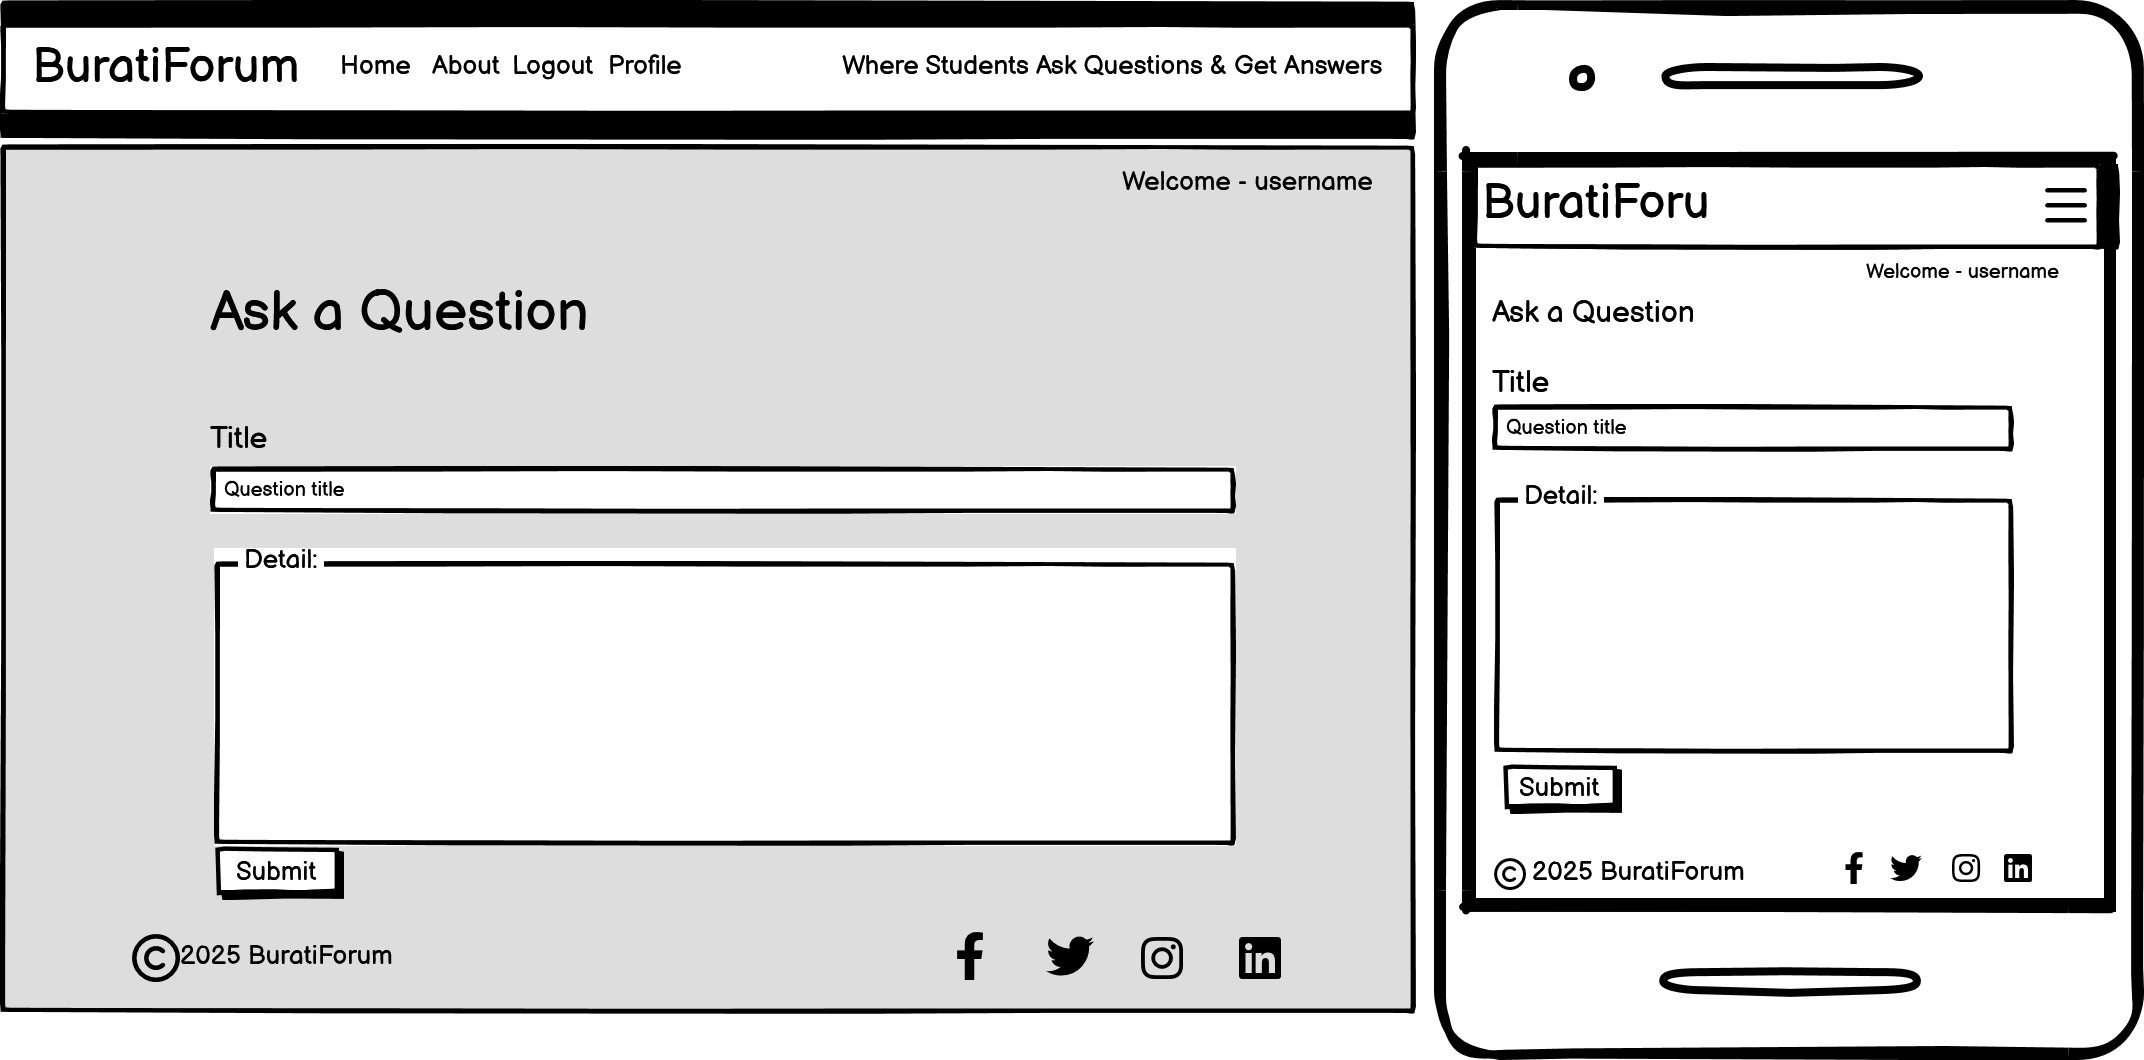 BuratiForum Home About Logout Profile Where Students Ask Questions & Get Answers
Welcome - username
Ask a Question
Title
Question title
Detail:
Submit
© 2025 BuratiForum
BuratiForu
Welcome - username
Ask a Question
Title
Question title
Detail:
Submit
© 2025 BuratiForum